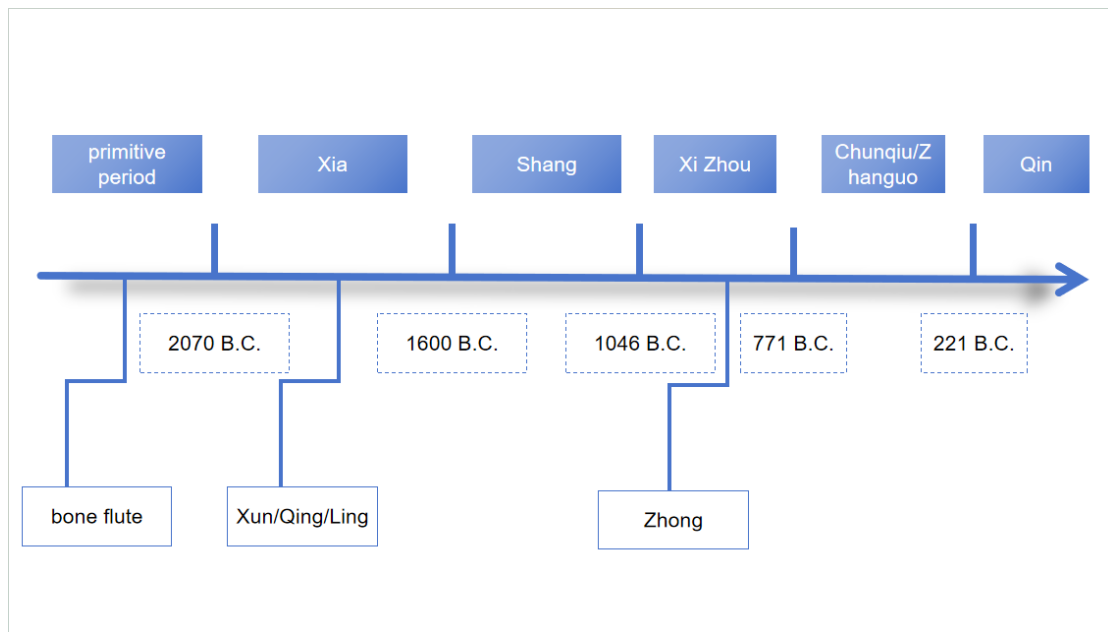 primitive
period
Xia
Shang
Xi Zhou
Chunqiu/Z
hanguo
Qin
2070 B.C.
1600 B.C.
1046 B.C.
771 B.C.
221 B.C.
bone flute
Xun/Qing/Ling
Zhong